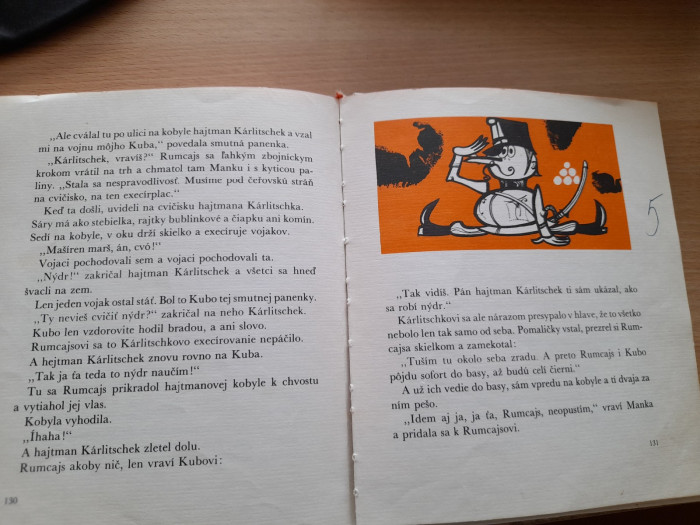 „Ale cválal tu po ulici na kobyle hajtman Kárlitschek a vzal
mi na vojnu môjho Kuba,“ povedala smutná panenka.
„Kárlitschek, vravíš?“ Rumcajs sa ľahkým zbojníckym
krokom vrátil na trh a chmatol tam Manku i s kyticou pa-
liny. „Stala sa nespravodlivosť. Musíme pod čeřovskú stráň
na cvičisko, na ten execírplac.“
Keď ta došli, uvideli na cvičisku hajtmana Kárlitschka.
Sáry má ako stebielka, rajtky bublinkové a čiapku ani komín.
Sedí na kobyle, v oku drží skielko a execíruje vojakov.
„Mašíren marš, án, cvó!“
Vojaci pochodovali sem a vojaci pochodovali ta.
„Nýdr!“ zakričal hajtman Kárlitschek a všetci sa hneď
švacli na zem.
Len jeden vojak ostal stáť. Bol to Kubo tej smutnej panenky.
„Ty nevieš cvičiť nýdr?“ zakričal na neho Kárlitschek.
Kubo len vzdorovite hodil bradou, a ani slovo.
Rumcajsovi sa to Kárlitschkovo execírovanie nepáčilo.
A hejtman Kárlitschek znovu rovno na Kuba.
„Tak ja ťa teda to nýdr naučím!“
Tu sa Rumcajs prikradol hajtmanovej kobyle k chvostu
a vytiahol jej vlas.
Kobyla vyhodila.
„Íhaha!“
A hajtman Kárlitschek zletel dolu.
Rumcajs akoby nič, len vraví Kubovi:
130
5
„Tak vidíš. Pán hajtman Kárlitschek ti sám ukázal, ako
sa robí nýdr.“
Kárlitschkovi sa ale nárazom presypalo v hlave, že to všetko
nebolo len tak samo od seba. Pomaličky vstal, prezrel si Rum-
cajsa skielkom a zamekotal:
„Tuším tu okolo seba zradu. A preto Rumcajs i Kubo
pôjdu sofort do basy, až budú celí čierni.“
A už ich vedie do basy, sám vpredu na kobyle a tí dvaja za
ním pešo.
„Idem aj ja, ja ťa, Rumcajs, neopustím,“ vraví Manka
a pridala sa k Rumcajsovi.
131